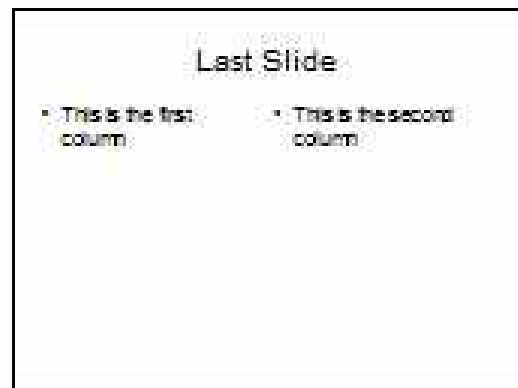 Last Slide
• This is the first
column
• This is the second
column